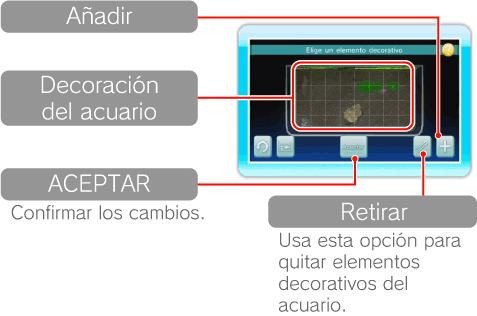 Añadir
Elige un elemento decorativo
?
Decoración
del acuario
Aceptar
ACEPTAR
Confirmar los cambios.
Retirar
Usa esta opción para
quitar elementos
decorativos del
acuario.